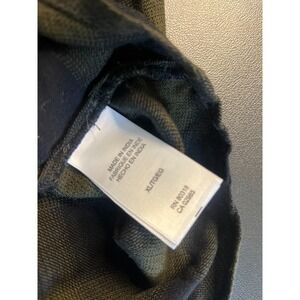 MADE IN INDIA
FABRIQUÉ EN INDE
HECHO EN INDIA
XL/TG/EG
RN 80318
CA 02985